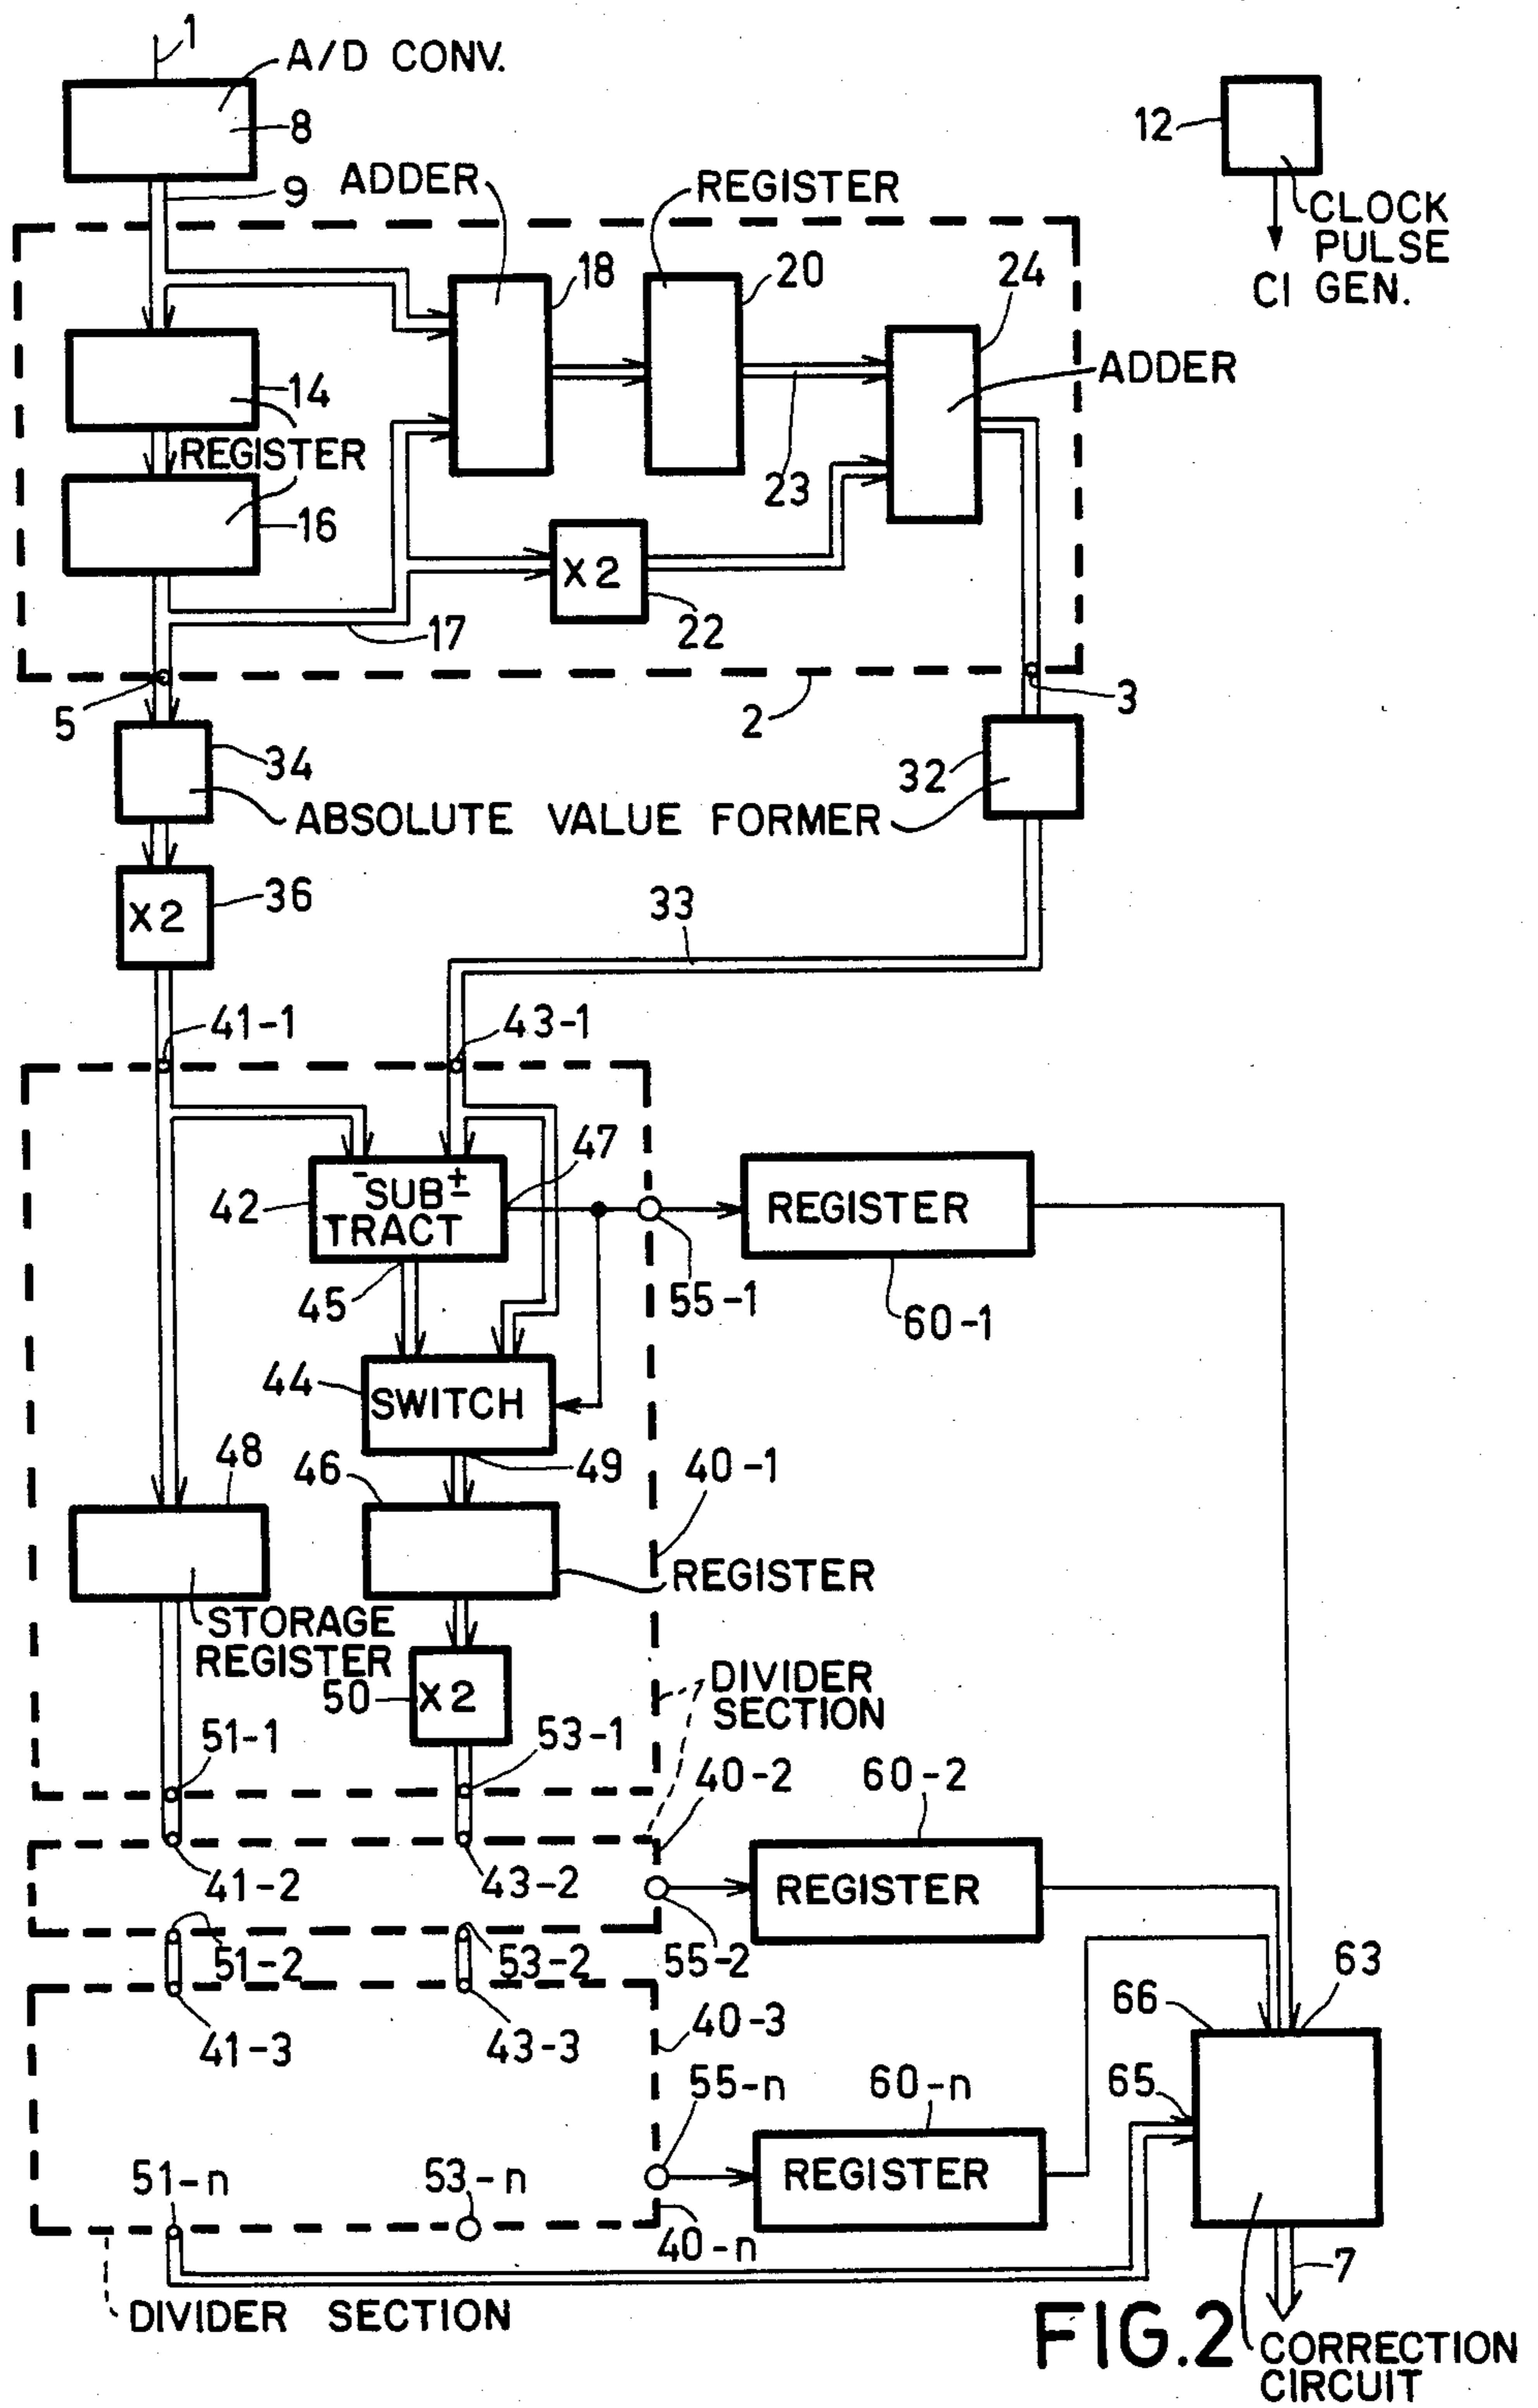 1
A/D CONV.
8
12
9
ADDER
REGISTER
CLOCK
PULSE
CI GEN.
18
20
24
14
ADDER
REGISTER
23
16
X2
17
22
5
2
3
34
32
ABSOLUTE VALUE FORMER
36
X2
33
41-1
43-1
47
- SUB ±
TRACT
42
REGISTER
45
55-1
60-1
44
SWITCH
48
46
49
40-1
REGISTER
STORAGE
REGISTER
50
X2
DIVIDER
SECTION
51-1
53-1
40-2
60-2
41-2
43-2
REGISTER
51-2
53-2
55-2
63
66
41-3
43-3
40-3
55-n
60-n
65
51-n
53-n
REGISTER
40-n
7
DIVIDER SECTION
FIG.2
CORRECTION
CIRCUIT